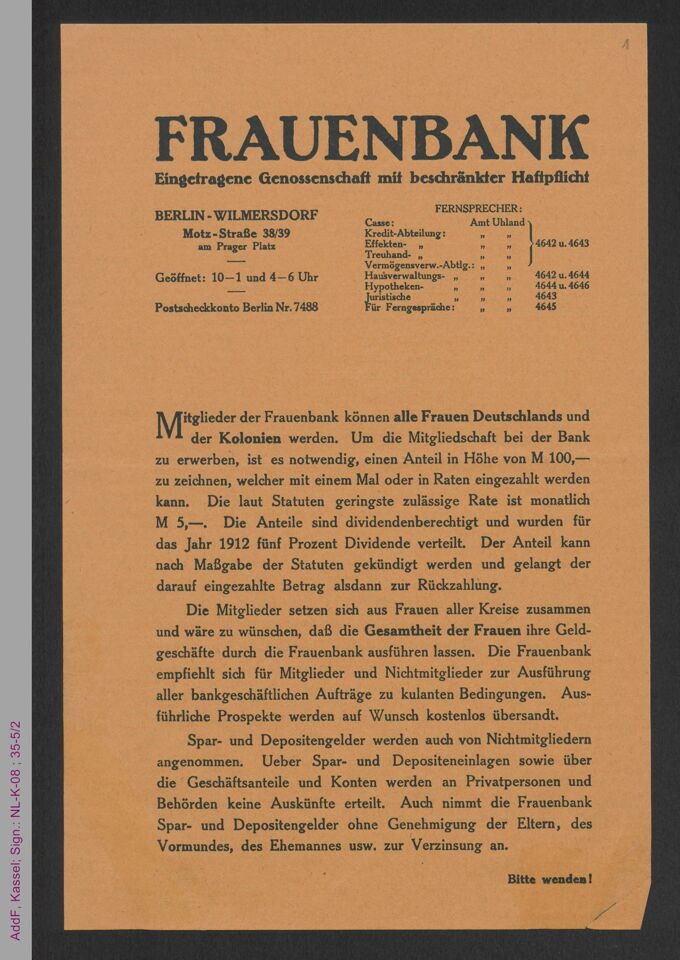 1
FRAUENBANK
Eingetragene Genossenschaft mit beschränkter Haftpflicht
BERLIN-WILMERSDORF
Motz-Straße 38/39
am Prager Platz
Geöffnet: 10—1 und 4—6 Uhr
Postscheckkonto Berlin Nr. 7488
FERNSPRECHER:
Casse: Amt Uhland
Kredit-Abteilung: „ „
Effekten- „ „ „ 4642 u. 4643
Treuhand- „ „ „
Vermögensverw.-Abtlg.: „ „
Hausverwaltungs- „ „ „ 4642 u. 4644
Hypotheken- „ „ „ 4644 u. 4646
Juristische „ „ „ 4643
Für Ferngespräche: „ „ 4645
Mitglieder der Frauenbank können alle Frauen Deutschlands und
der Kolonien werden. Um die Mitgliedschaft bei der Bank
zu erwerben, ist es notwendig, einen Anteil in Höhe von M 100,—
zu zeichnen, welcher mit einem Mal oder in Raten eingezahlt werden
kann. Die laut Statuten geringste zulässige Rate ist monatlich
M 5,—. Die Anteile sind dividendenberechtigt und wurden für
das Jahr 1912 fünf Prozent Dividende verteilt. Der Anteil kann
nach Maßgabe der Statuten gekündigt werden und gelangt der
darauf eingezahlte Betrag alsdann zur Rückzahlung.
Die Mitglieder setzen sich aus Frauen aller Kreise zusammen
und wäre zu wünschen, daß die Gesamtheit der Frauen ihre Geld-
geschäfte durch die Frauenbank ausführen lassen. Die Frauenbank
empfiehlt sich für Mitglieder und Nichtmitglieder zur Ausführung
aller bankgeschäftlichen Aufträge zu kulanten Bedingungen. Aus-
führliche Prospekte werden auf Wunsch kostenlos übersandt.
Spar- und Depositengelder werden auch von Nichtmitgliedern
angenommen. Ueber Spar- und Depositeneinlagen sowie über
die Geschäftsanteile und Konten werden an Privatpersonen und
Behörden keine Auskünfte erteilt. Auch nimmt die Frauenbank
Spar- und Depositengelder ohne Genehmigung der Eltern, des
Vormundes, des Ehemannes usw. zur Verzinsung an.
Bitte wenden!
AddF, Kassel; Sign.: NL-K-08 ; 35-5/2